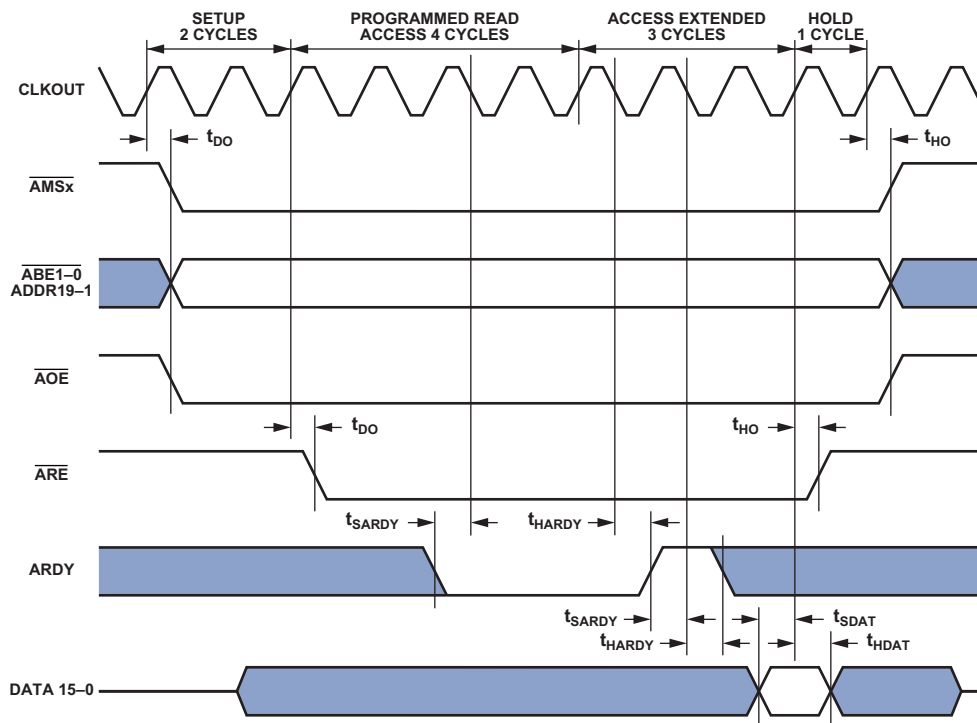 SETUP
2 CYCLES
PROGRAMMED READ
ACCESS 4 CYCLES
ACCESS EXTENDED
3 CYCLES
HOLD
1 CYCLE
CLKOUT
tDO
tHO
AMSx
ABE1–0
ADDR19–1
AOE
tDO
tHO
ARE
tSARDY
tHARDY
ARDY
tSARDY
tSDAT
tHARDY
tHDAT
DATA 15–0